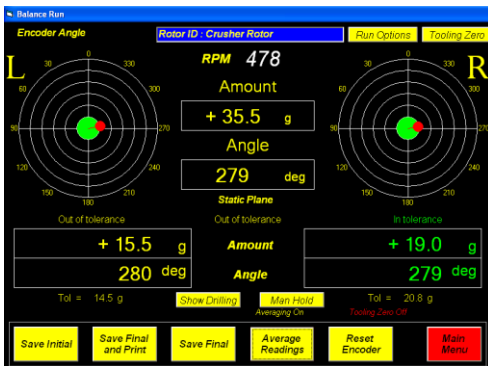 Balance Run
Encoder Angle
Rotor ID : Crusher Rotor
Run Options
Tooling Zero
L
0
30
330
60
300
90
270
120
240
150
210
180
RPM 478
Amount
+ 35.5 g
Angle
279 deg
Static Plane
R
0
30
330
60
300
90
270
120
240
150
210
180
Out of tolerance
Out of tolerance
In tolerance
+ 15.5 g
Amount
+ 19.0 g
280 deg
Angle
279 deg
Tol = 14.5 g
Show Drilling
Man Hold
Tol = 20.8 g
Averaging On
Tooling Zero Off
Save Initial
Save Final
and Print
Save Final
Average
Readings
Reset
Encoder
Main
Menu